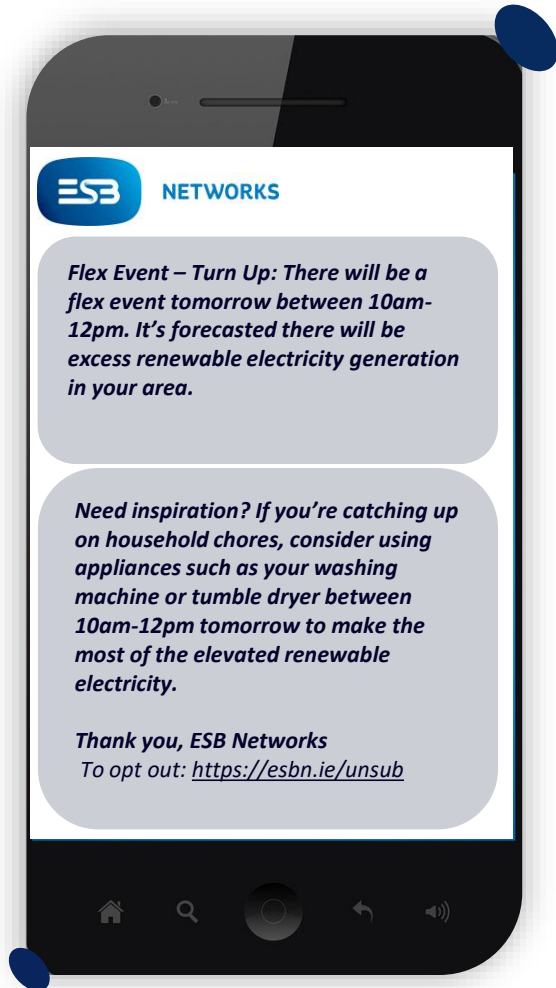 ESB NETWORKS
Flex Event – Turn Up: There will be a
flex event tomorrow between 10am-
12pm. It’s forecasted there will be
excess renewable electricity generation
in your area.
Need inspiration? If you’re catching up
on household chores, consider using
appliances such as your washing
machine or tumble dryer between
10am-12pm tomorrow to make the
most of the elevated renewable
electricity.
Thank you, ESB Networks
To opt out: https://esbn.ie/unsub